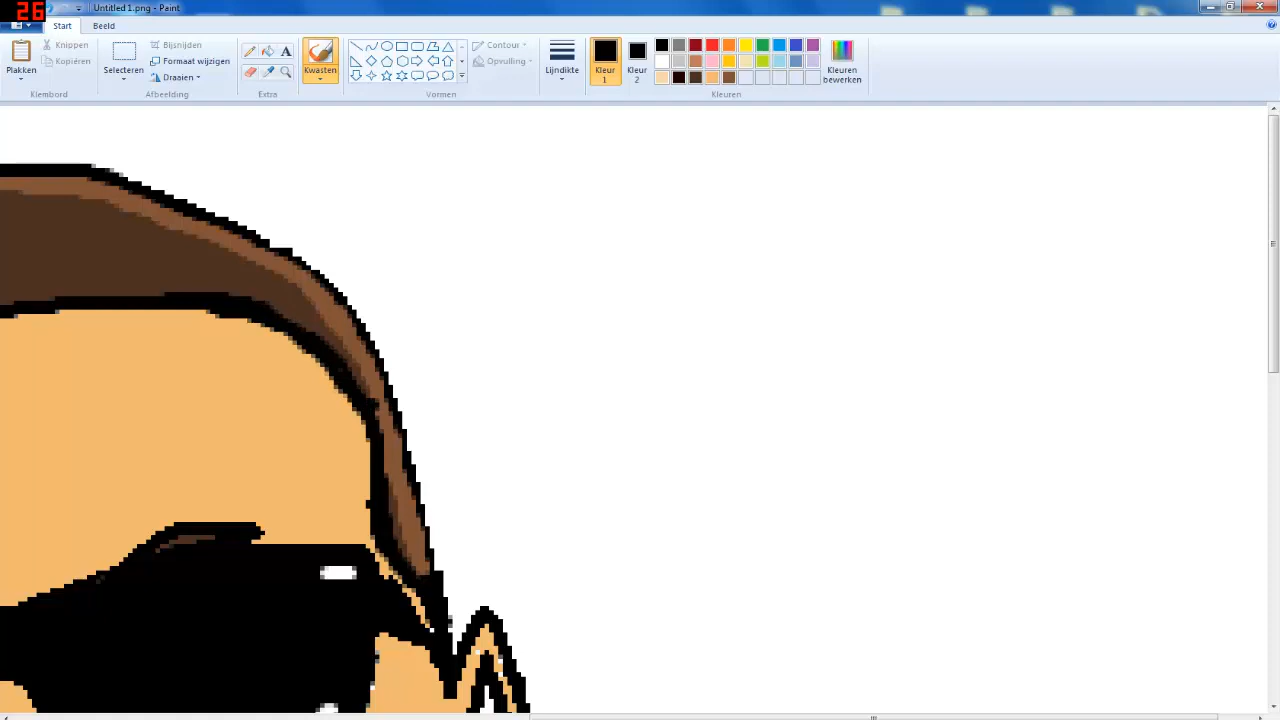 26
Untitled 1.png - Paint
Start
Beeld
Plakken
Knippen
Kopiëren
Klembord
Selecteren
Bijsnijden
Formaat wijzigen
Draaien
Afbeelding
A
Extra
Kwasten
Contour
Opvulling
Vormen
Lijndikte
Kleur 1
Kleur 2
Kleuren bewerken
Kleuren